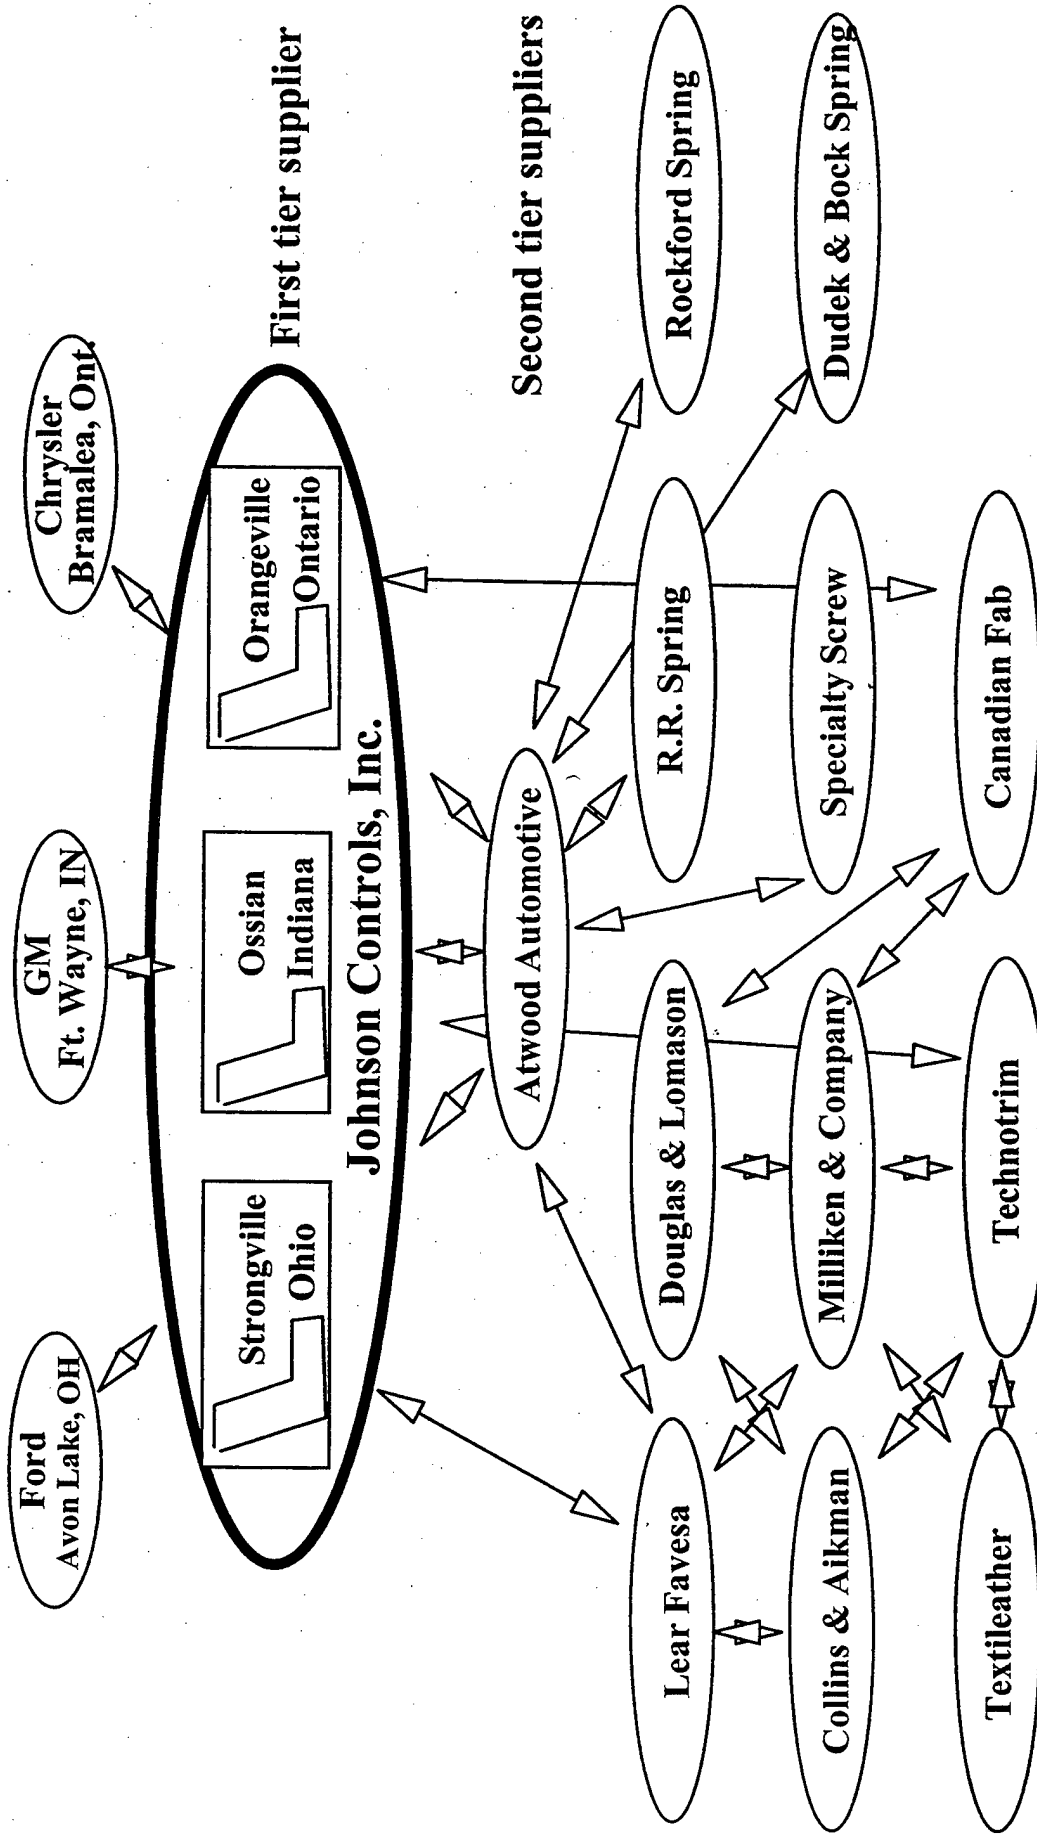 Ford
Avon Lake, OH
GM
Ft. Wayne, IN
Chrysler
Bramalea, Ont.
First tier supplier
Strongville
Ohio
Ossian
Indiana
Orangeville
Ontario
Johnson Controls, Inc.
Second tier suppliers
Atwood Automotive
Lear Favesa
Douglas & Lomason
R.R. Spring
Rockford Spring
Collins & Aikman
Milliken & Company
Specialty Screw
Dudek & Bock Spring
Textileather
Technotrim
Canadian Fab